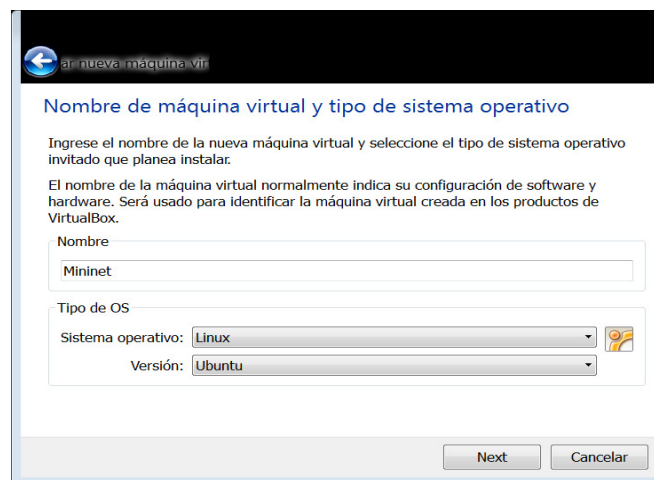 ar nueva máquina vir
Nombre de máquina virtual y tipo de sistema operativo
Ingrese el nombre de la nueva máquina virtual y seleccione el tipo de sistema operativo
invitado que planea instalar.
El nombre de la máquina virtual normalmente indica su configuración de software y
hardware. Será usado para identificar la máquina virtual creada en los productos de
VirtualBox.
Nombre
Mininet
Tipo de OS
Sistema operativo: Linux
Versión: Ubuntu
Next Cancelar